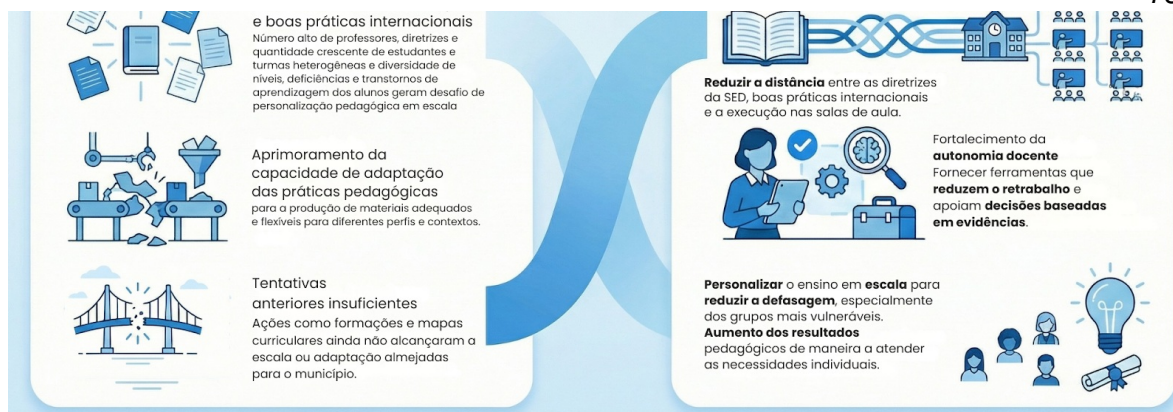 e boas práticas internacionais
Número alto de professores, diretrizes e
quantidade crescente de estudantes e
turmas heterogêneas e diversidade de
níveis, deficiências e transtornos de
aprendizagem dos alunos geram desafio de
personalização pedagógica em escala
Aprimoramento da
capacidade de adaptação
das práticas pedagógicas
para a produção de materiais adequados
e flexíveis para diferentes perfis e contextos.
Tentativas
anteriores insuficientes
Ações como formações e mapas
curriculares ainda não alcançaram a
escala ou adaptação almejadas
para o município.
Reduzir a distância entre as diretrizes
da SED, boas práticas internacionais
e a execução nas salas de aula.
Fortalecimento da
autonomia docente
Fornecer ferramentas que
reduzem o retrabalho e
apoiam decisões baseadas
em evidências.
Personalizar o ensino em escala para
reduzir a defasagem, especialmente
dos grupos mais vulneráveis.
Aumento dos resultados
pedagógicos de maneira a atender
as necessidades individuais.